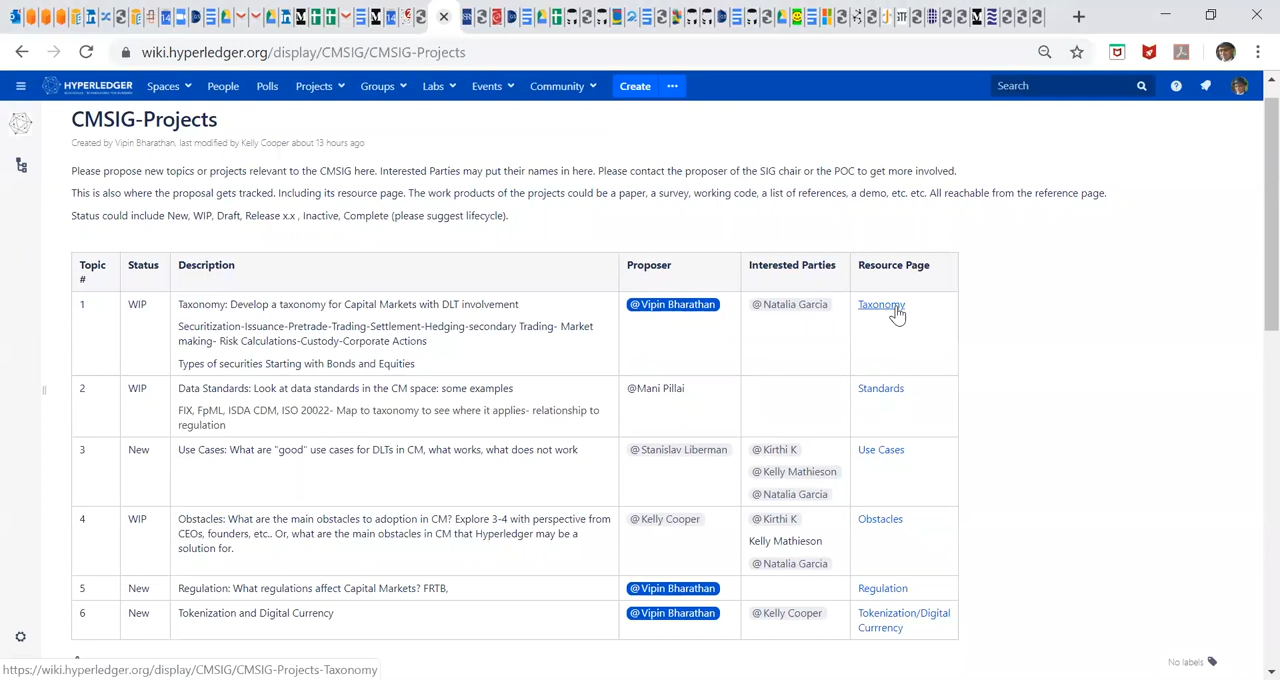 wiki.hyperledger.org/display/CMSIG/CMSIG-Projects
HYPERLEDGER
Spaces People Polls Projects Groups Labs Events Community Create ••• Search
CMSIG-Projects
Created by Vipin Bharathan, last modified by Kelly Cooper about 13 hours ago
Please propose new topics or projects relevant to the CMSIG here. Interested Parties may put their names in here. Please contact the proposer of the SIG chair or the POC to get more involved.
This is also where the proposal gets tracked. Including its resource page. The work products of the projects could be a paper, a survey, working code, a list of references, a demo, etc. etc. All reachable from the reference page.
Status could include New, WIP, Draft, Release x.x , Inactive, Complete (please suggest lifecycle).
Topic # Status Description Proposer Interested Parties Resource Page
1 WIP Taxonomy: Develop a taxonomy for Capital Markets with DLT involvement @Vipin Bharathan @Natalia Garcia Taxonomy
Securitization-Issuance-Pretrade-Trading-Settlement-Hedging-secondary Trading- Market
making- Risk Calculations-Custody-Corporate Actions
Types of securities Starting with Bonds and Equities
2 WIP Data Standards: Look at data standards in the CM space: some examples @Mani Pillai Standards
FIX, FpML, ISDA CDM, ISO 20022- Map to taxonomy to see where it applies- relationship to
regulation
3 New Use Cases: What are "good" use cases for DLTs in CM, what works, what does not work @Stanislav Liberman @Kirthi K Use Cases
@Kelly Mathieson
@Natalia Garcia
4 WIP Obstacles: What are the main obstacles to adoption in CM? Explore 3-4 with perspective from @Kelly Cooper @Kirthi K Obstacles
CEOs, founders, etc.. Or, what are the main obstacles in CM that Hyperledger may be a Kelly Mathieson
solution for. @Natalia Garcia
5 New Regulation: What regulations affect Capital Markets? FRTB, @Vipin Bharathan Regulation
6 New Tokenization and Digital Currency @Vipin Bharathan @Kelly Cooper Tokenization/Digital
Currrency
No labels
https://wiki.hyperledger.org/display/CMSIG/CMSIG-Projects-Taxonomy